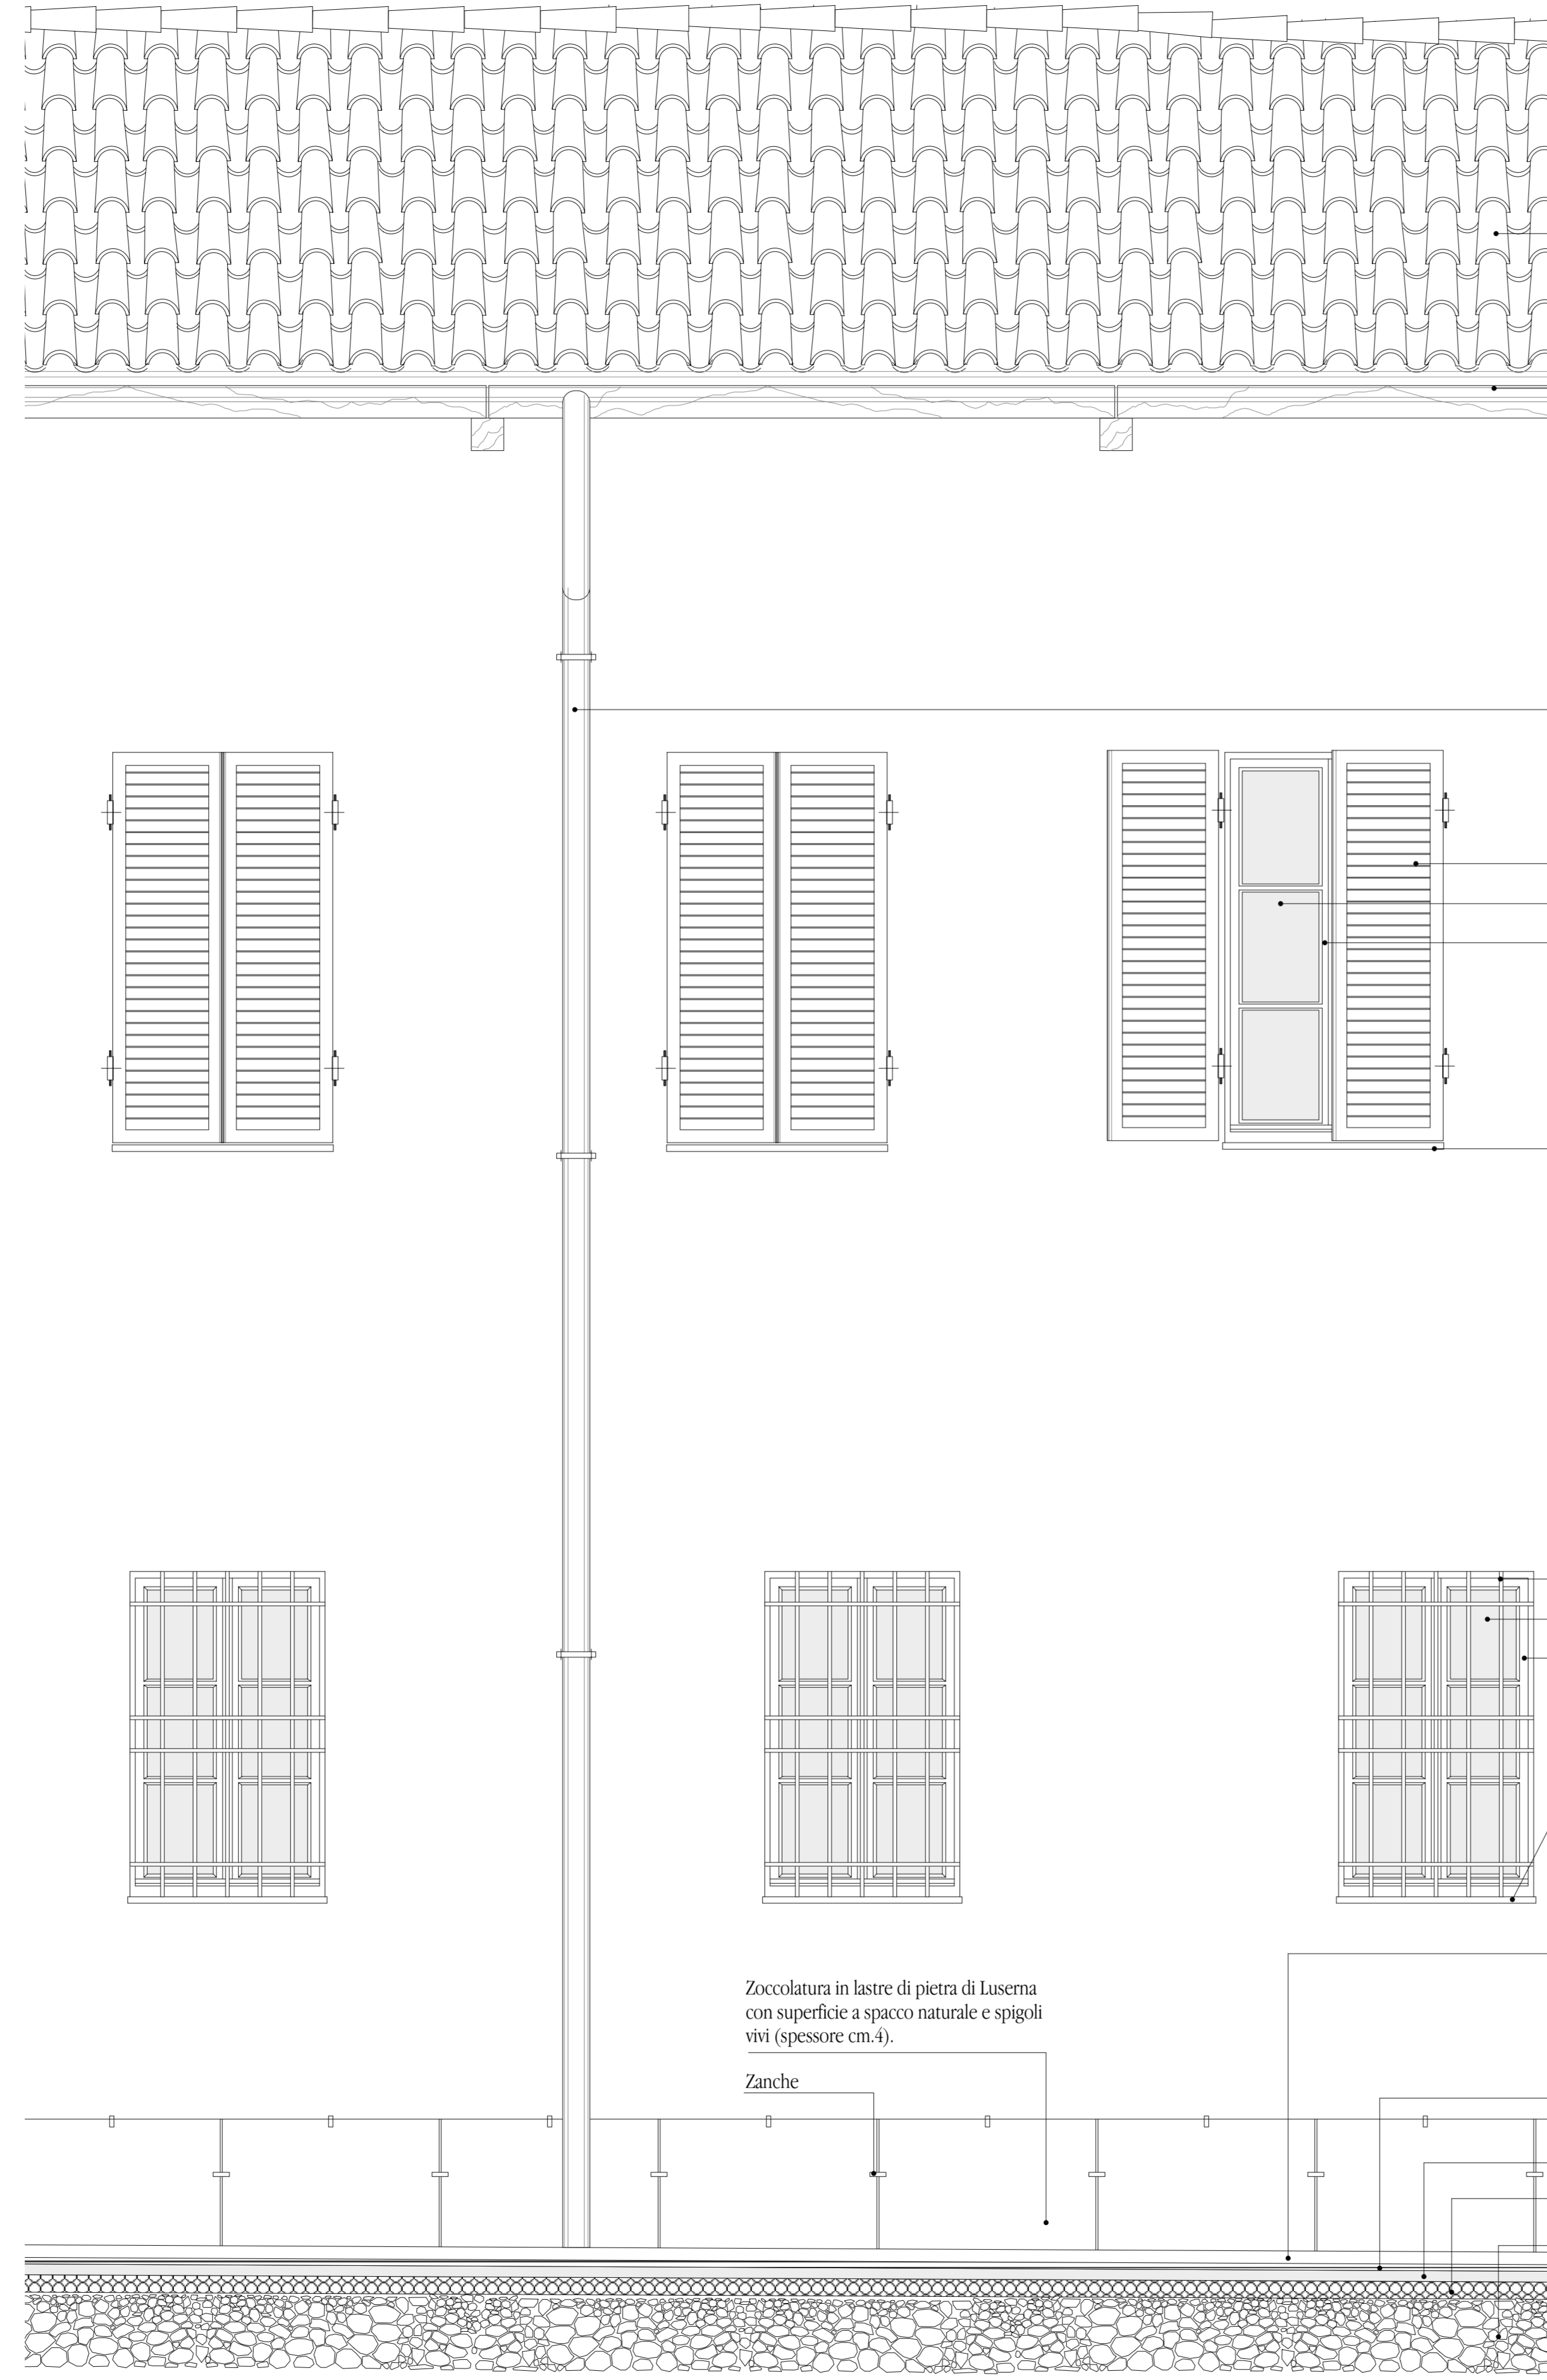 Zoccolatura in lastre di pietra di Luserna
con superficie a spacco naturale e spigoli
vivi (spessore cm.4).
Zanche